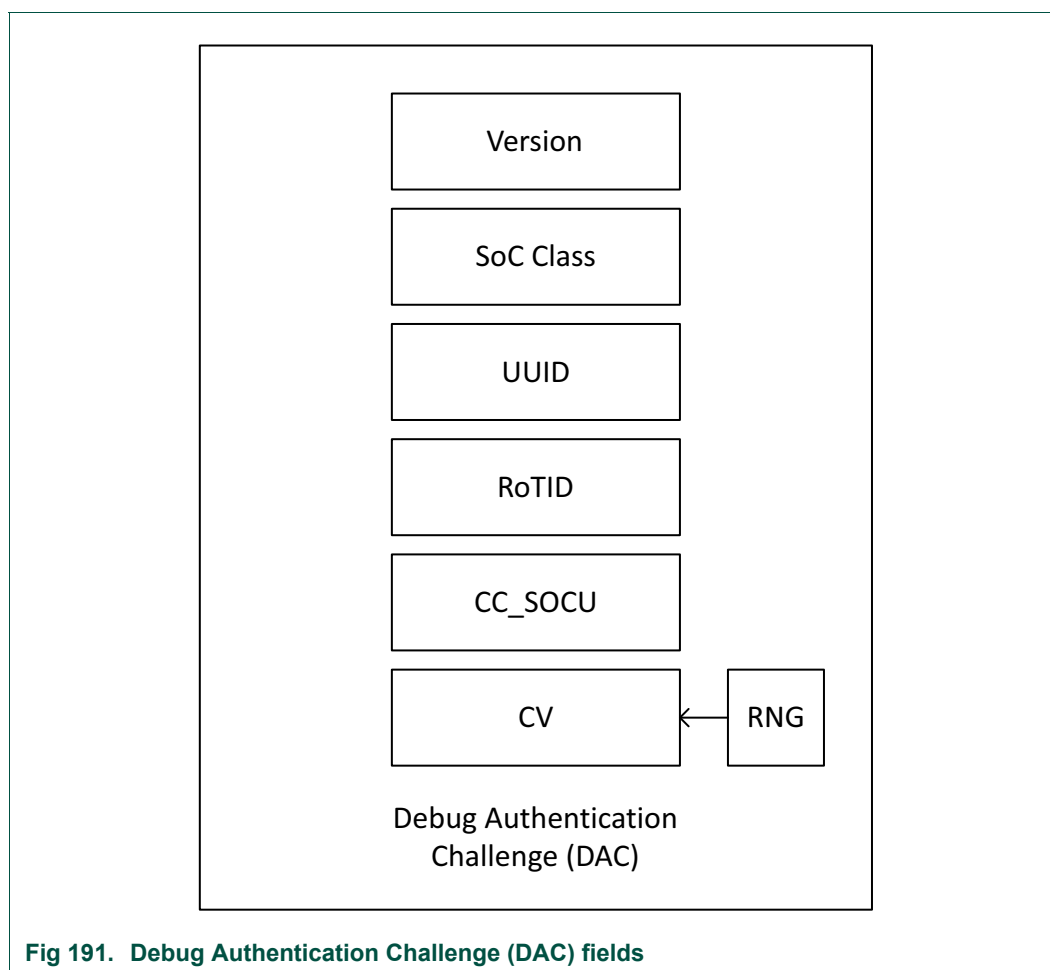 Version
SoC Class
UUID
RoTID
CC_SOCU
CV
RNG
Debug Authentication
Challenge (DAC)
Fig 191. Debug Authentication Challenge (DAC) fields